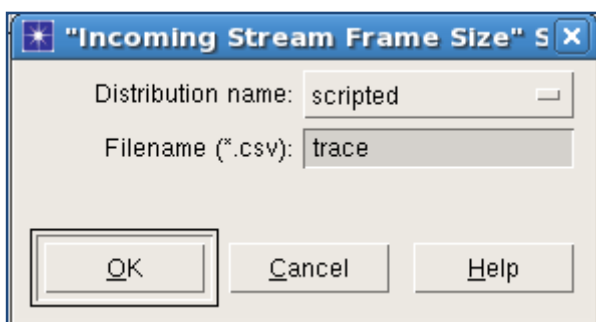 "Incoming Stream Frame Size" S
Distribution name: scripted
Filename (*.csv): trace
OK Cancel Help